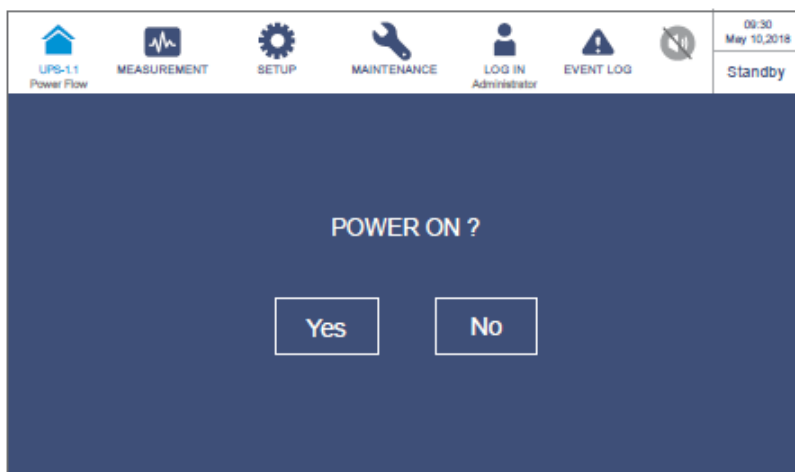 UPS-1.1
Power Flow
MEASUREMENT
SETUP
MAINTENANCE
LOG IN
Administrator
EVENT LOG
09:30
May 10,2018
Standby
POWER ON ?
Yes
No